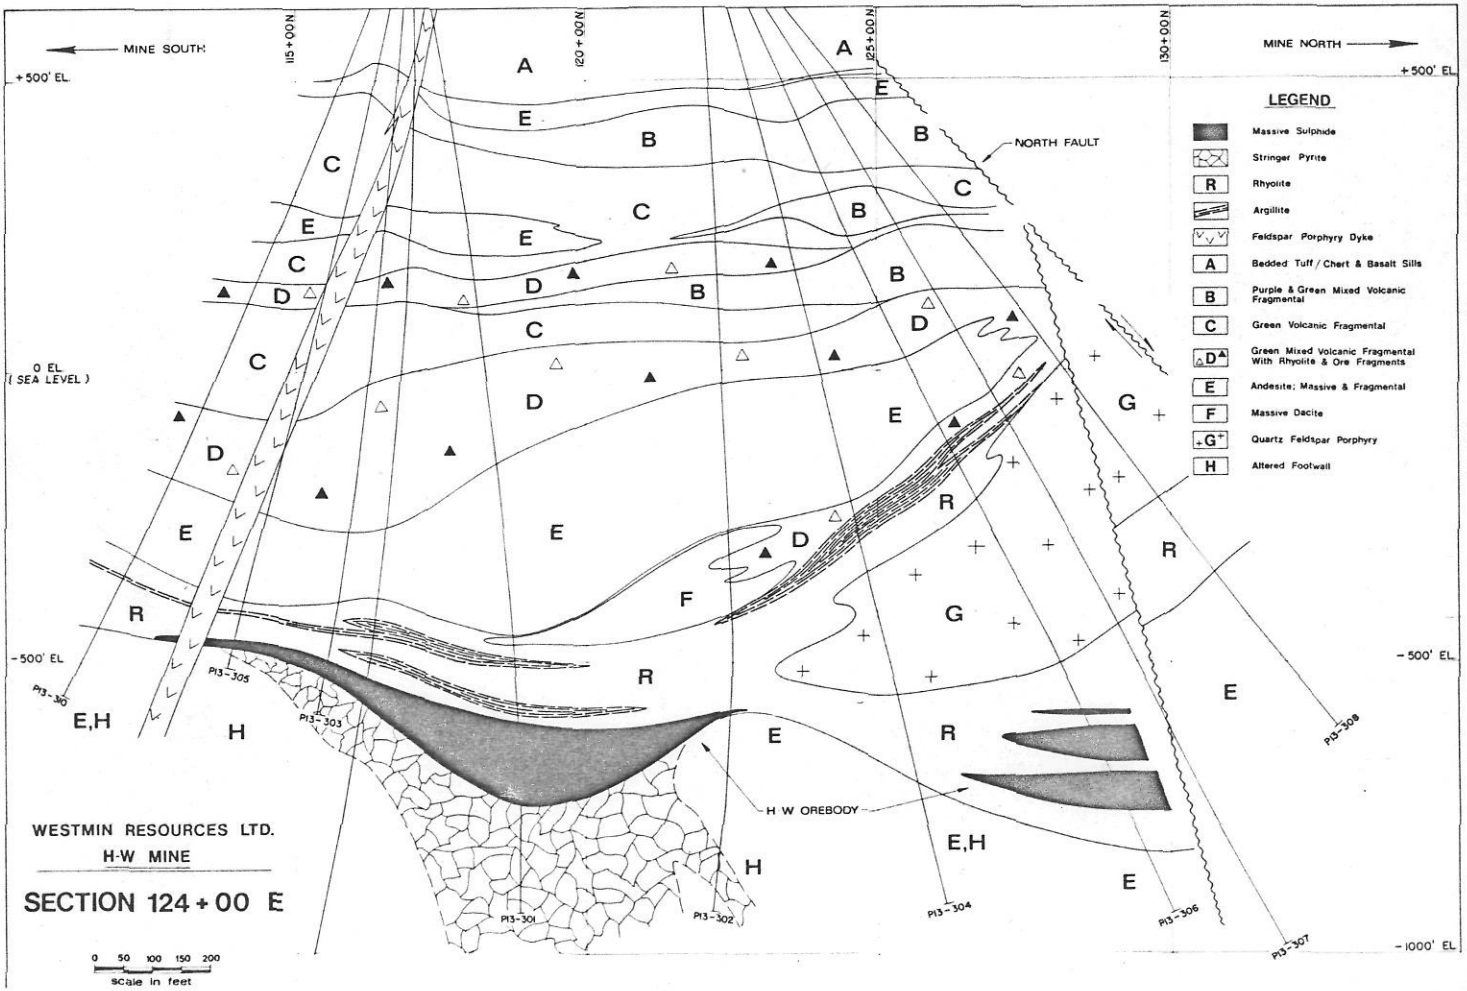 115+00N
120+00N
125+00N
130+00N
MINE SOUTH
MINE NORTH
+500' EL.
+500' EL.
A
A
E
E
B
B
NORTH FAULT
C
C
C
B
E
E
C
D
D
B
B
C
D
C
0 EL.
(SEA LEVEL)
D
E
G
D
R
E
E
D
R
F
R
G
-500' EL.
-500' EL.
R
E
P13-310
P13-305
P13-303
E,H
H
E
R
P13-308
H-W OREBODY
E,H
H
E
P13-301
P13-302
P13-304
P13-306
P13-307
-1000' EL.
LEGEND
Massive Sulphide
Stringer Pyrite
R Rhyolite
Argillite
Feldspar Porphyry Dyke
A Bedded Tuff / Chert & Basalt Sills
B Purple & Green Mixed Volcanic
Fragmental
C Green Volcanic Fragmental
D Green Mixed Volcanic Fragmental
With Rhyolite & Ore Fragments
E Andesite; Massive & Fragmental
F Massive Dacite
+G+ Quartz Feldspar Porphyry
H Altered Footwall
WESTMIN RESOURCES LTD.
H-W MINE
SECTION 124+00 E
0 50 100 150 200
scale in feet